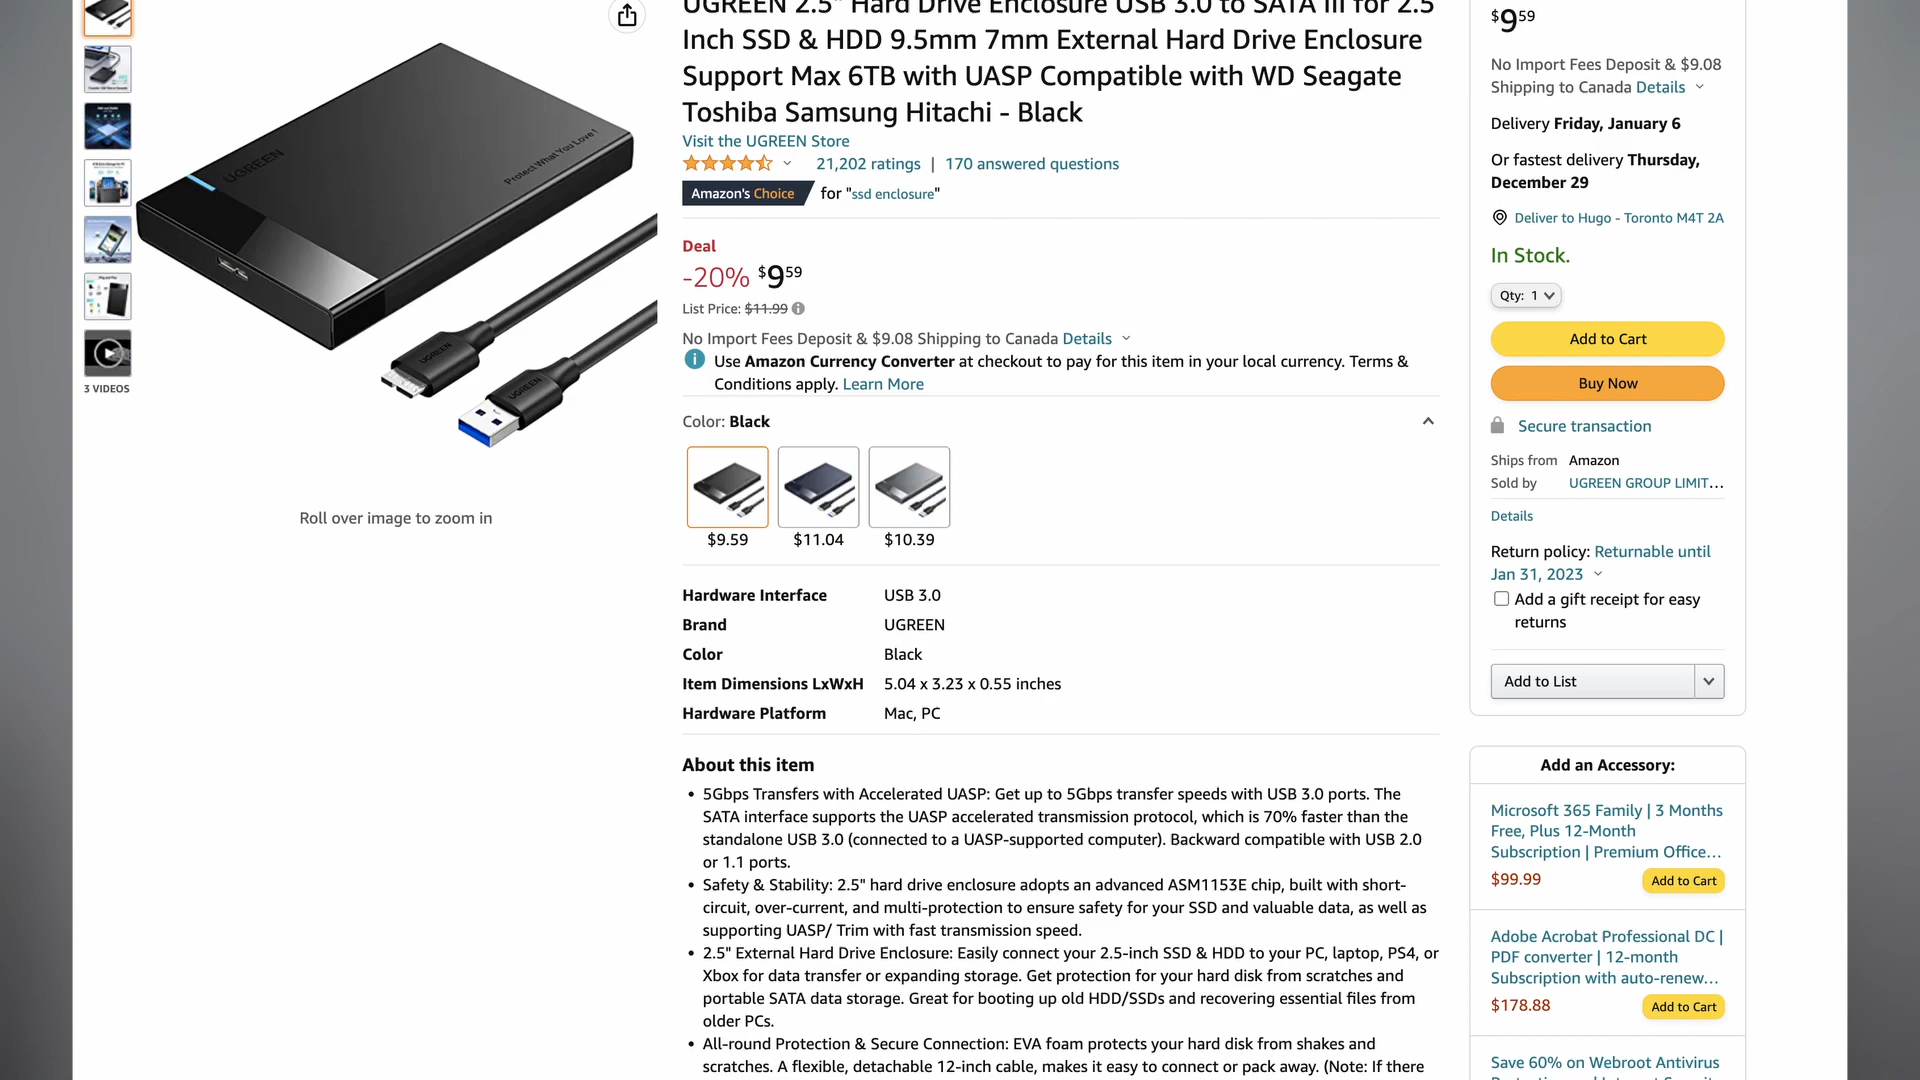 UGREEN 2.5" Hard Drive Enclosure USB 3.0 to SATA III for 2.5
Inch SSD & HDD 9.5mm 7mm External Hard Drive Enclosure
Support Max 6TB with UASP Compatible with WD Seagate
Toshiba Samsung Hitachi - Black
Visit the UGREEN Store
21,202 ratings | 170 answered questions
Amazon's Choice for "ssd enclosure"
UGREEN
Protect What You Love !
UGREEN
UGREEN
3 VIDEOS
Roll over image to zoom in
Deal
-20% $9 59
List Price: $11.99
No Import Fees Deposit & $9.08 Shipping to Canada Details
Use Amazon Currency Converter at checkout to pay for this item in your local currency. Terms &
Conditions apply. Learn More
Color: Black
$9.59 $11.04 $10.39
Hardware Interface USB 3.0
Brand UGREEN
Color Black
Item Dimensions LxWxH 5.04 x 3.23 x 0.55 inches
Hardware Platform Mac, PC
About this item
• 5Gbps Transfers with Accelerated UASP: Get up to 5Gbps transfer speeds with USB 3.0 ports. The
SATA interface supports the UASP accelerated transmission protocol, which is 70% faster than the
standalone USB 3.0 (connected to a UASP-supported computer). Backward compatible with USB 2.0
or 1.1 ports.
• Safety & Stability: 2.5" hard drive enclosure adopts an advanced ASM1153E chip, built with short-
circuit, over-current, and multi-protection to ensure safety for your SSD and valuable data, as well as
supporting UASP/ Trim with fast transmission speed.
• 2.5" External Hard Drive Enclosure: Easily connect your 2.5-inch SSD & HDD to your PC, laptop, PS4, or
Xbox for data transfer or expanding storage. Get protection for your hard disk from scratches and
portable SATA data storage. Great for booting up old HDD/SSDs and recovering essential files from
older PCs.
• All-round Protection & Secure Connection: EVA foam protects your hard disk from shakes and
scratches. A flexible, detachable 12-inch cable, makes it easy to connect or pack away. (Note: If there
$9 59
No Import Fees Deposit & $9.08
Shipping to Canada Details
Delivery Friday, January 6
Or fastest delivery Thursday,
December 29
Deliver to Hugo - Toronto M4T 2A
In Stock.
Qty: 1
Add to Cart
Buy Now
Secure transaction
Ships from Amazon
Sold by UGREEN GROUP LIMIT...
Details
Return policy: Returnable until
Jan 31, 2023
Add a gift receipt for easy
returns
Add to List
Add an Accessory:
Microsoft 365 Family | 3 Months
Free, Plus 12-Month
Subscription | Premium Office...
$99.99 Add to Cart
Adobe Acrobat Professional DC |
PDF converter | 12-month
Subscription with auto-renew...
$178.88 Add to Cart
Save 60% on Webroot Antivirus